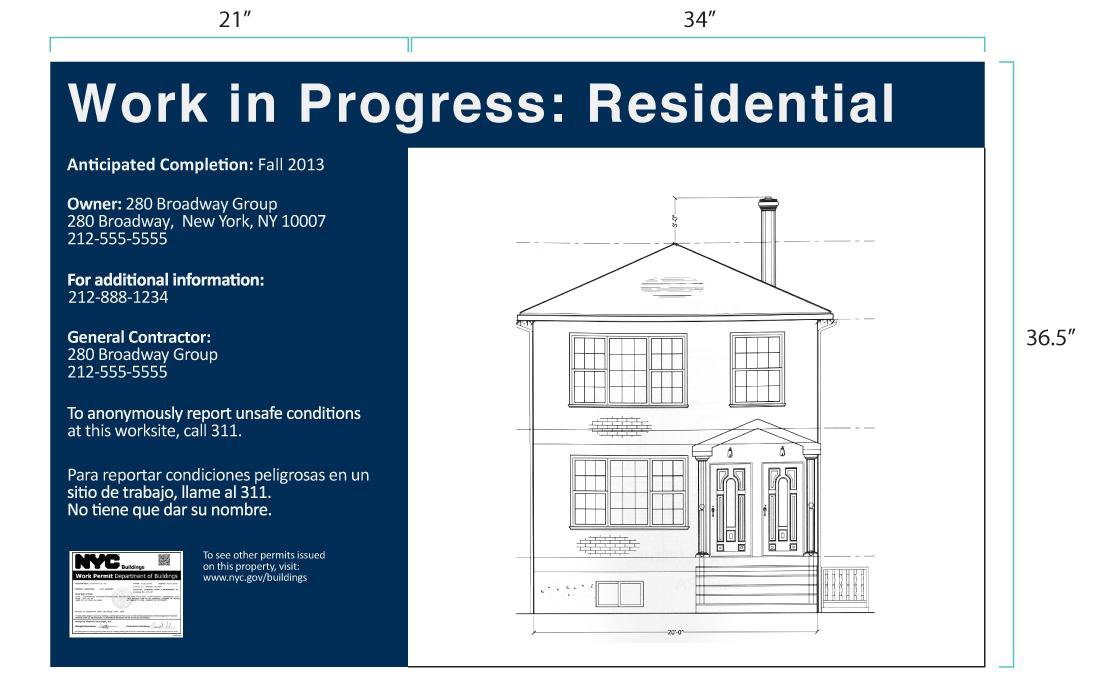 21”
34”
36.5”
Work in Progress: Residential
Anticipated Completion: Fall 2013
Owner: 280 Broadway Group
280 Broadway, New York, NY 10007
212-555-5555
For additional information:
212-888-1234
General Contractor:
280 Broadway Group
212-555-5555
To anonymously report unsafe conditions
at this worksite, call 311.
Para reportar condiciones peligrosas en un
sitio de trabajo, llame al 311.
No tiene que dar su nombre.
NYC Buildings
Work Permit Department of Buildings
To see other permits issued
on this property, visit:
www.nyc.gov/buildings
20'-0"